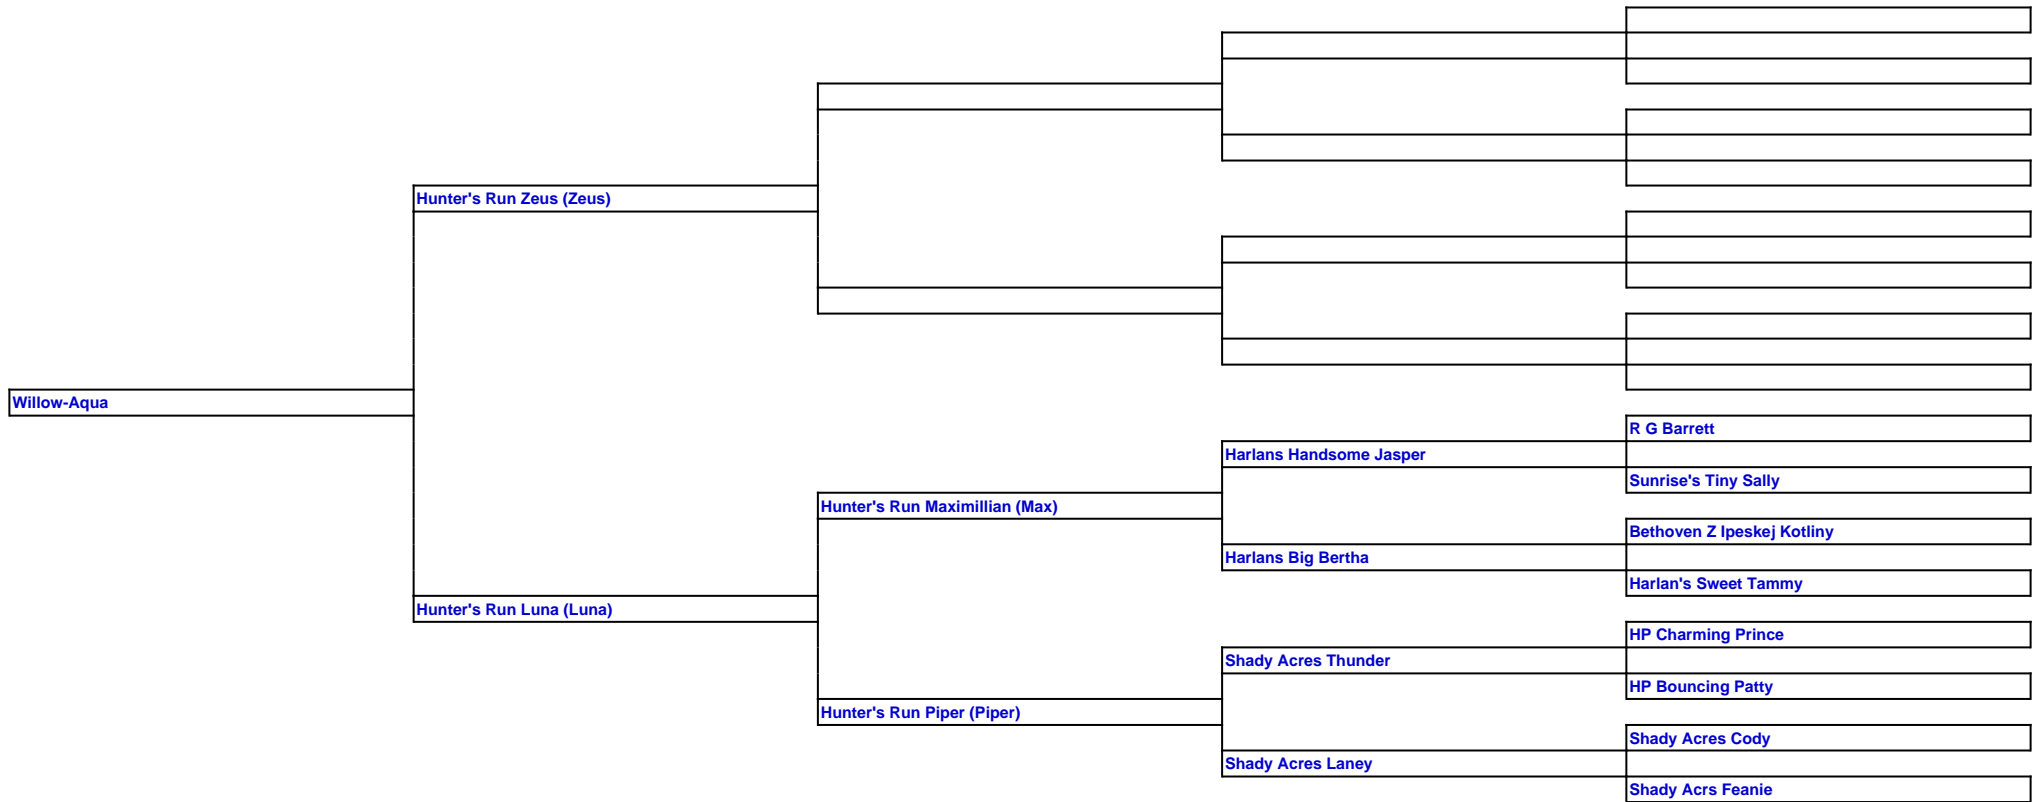 Hunter's Run Zeus (Zeus)
Willow-Aqua
R G Barrett
Harlans Handsome Jasper
Sunrise's Tiny Sally
Hunter's Run Maximillian (Max)
Bethoven Z Ipeskej Kotliny
Harlans Big Bertha
Harlan's Sweet Tammy
Hunter's Run Luna (Luna)
HP Charming Prince
Shady Acres Thunder
HP Bouncing Patty
Hunter's Run Piper (Piper)
Shady Acres Cody
Shady Acres Laney
Shady Acrs Feanie